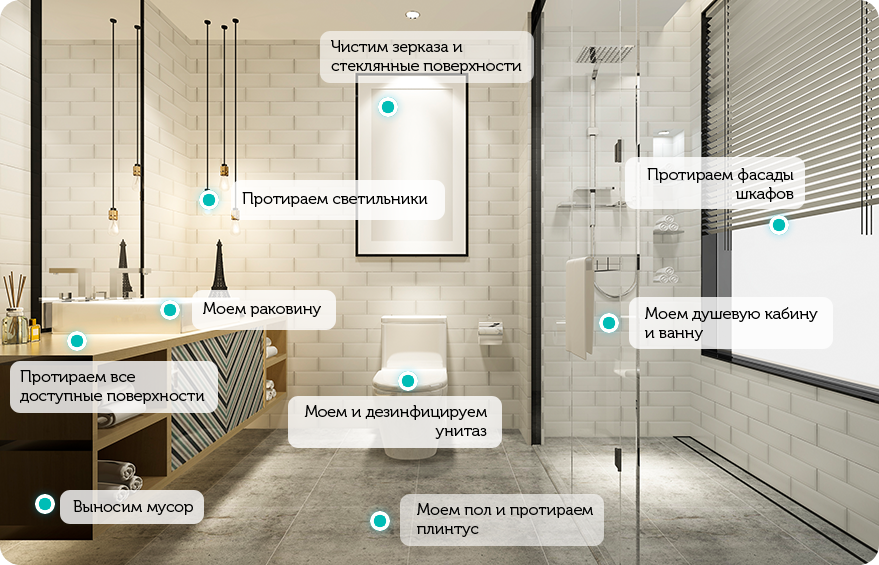 Чистим зерказа и
стеклянные поверхности
Протираем фасады
шкафов
Протираем светильники
Моем раковину
Моем душевую кабину
и ванну
Протираем все
доступные поверхности
Моем и дезинфицируем
унитаз
Выносим мусор
Моем пол и протираем
плинтус